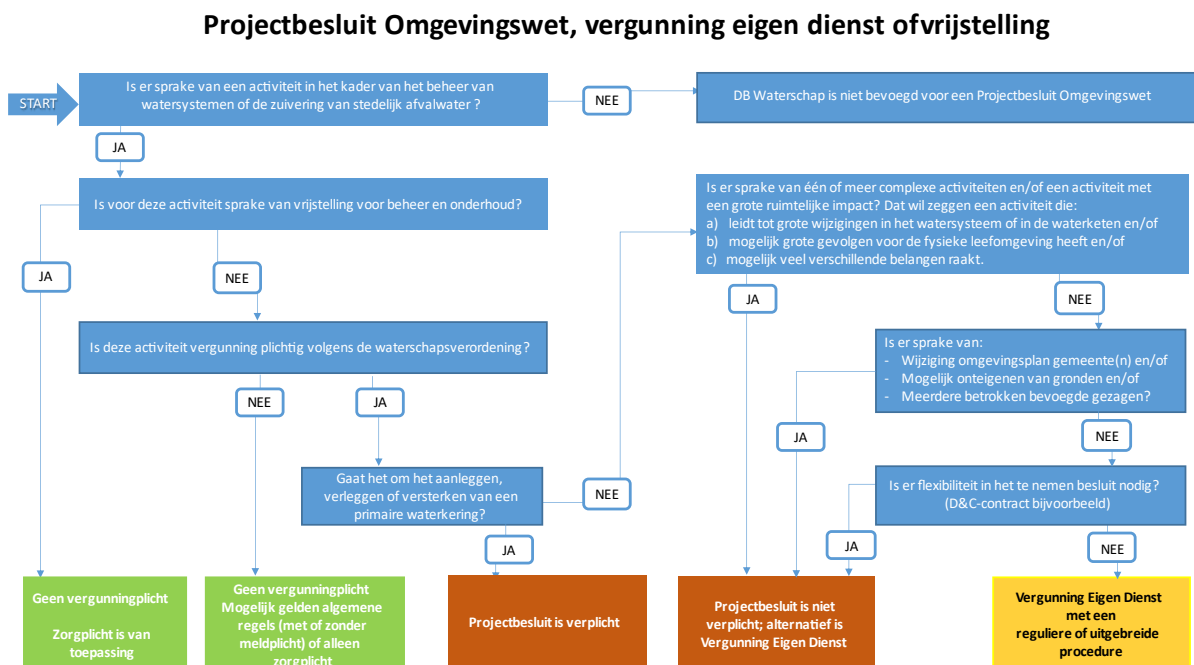 Projectbesluit Omgevingswet, vergunning eigen dienst ofvrijstelling
START
Is er sprake van een activiteit in het kader van het beheer van
watersystemen of de zuivering van stedelijk afvalwater ?
NEE
DB Waterschap is niet bevoegd voor een Projectbesluit Omgevingswet
JA
Is voor deze activiteit sprake van vrijstelling voor beheer en onderhoud?
Is er sprake van één of meer complexe activiteiten en/of een activiteit met
een grote ruimtelijke impact? Dat wil zeggen een activiteit die:
a) leidt tot grote wijzigingen in het watersysteem of in de waterketen en/of
b) mogelijk grote gevolgen voor de fysieke leefomgeving heeft en/of
c) mogelijk veel verschillende belangen raakt.
JA
NEE
JA
NEE
Is deze activiteit vergunning plichtig volgens de waterschapsverordening?
Is er sprake van:
- Wijziging omgevingsplan gemeente(n) en/of
- Mogelijk onteigenen van gronden en/of
- Meerdere betrokken bevoegde gezagen?
NEE
JA
JA
NEE
Gaat het om het aanleggen,
verleggen of versterken van een
primaire waterkering?
NEE
Is er flexibiliteit in het te nemen besluit nodig?
(D&C-contract bijvoorbeeld)
JA
JA
NEE
Geen vergunningplicht
Zorgplicht is van
toepassing
Geen vergunningplicht
Mogelijk gelden algemene
regels (met of zonder
meldplicht) of alleen
zorgplicht
Projectbesluit is verplicht
Projectbesluit is niet
verplicht; alternatief is
Vergunning Eigen Dienst
Vergunning Eigen Dienst
met een
reguliere of uitgebreide
procedure